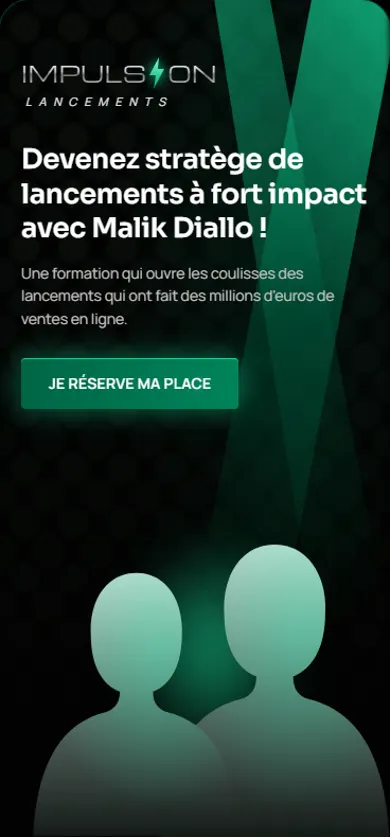 IMPULSION
LANCEMENTS
Devenez stratège de
lancements à fort impact
avec Malik Diallo !
Une formation qui ouvre les coulisses des
lancements qui ont fait des millions d'euros de
ventes en ligne.
JE RÉSERVE MA PLACE